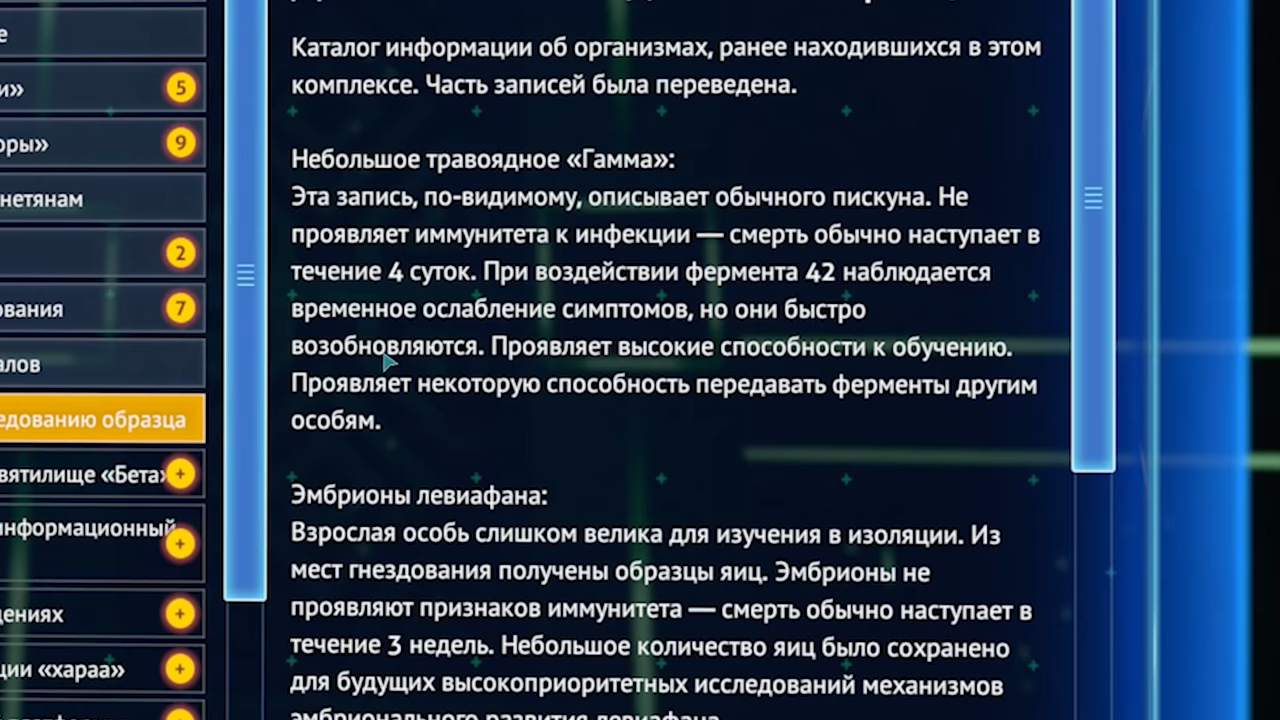 е
и»
5
оры»
9
нетянам
2
ования
7
алов
едованию образца
вятилище «Бета»
+
информационный
+
дениях
+
ции «хараа»
+
Каталог информации об организмах, ранее находившихся в этом
комплексе. Часть записей была переведена.
Небольшое травоядное «Гамма»:
Эта запись, по-видимому, описывает обычного пискуна. Не
проявляет иммунитета к инфекции — смерть обычно наступает в
течение 4 суток. При воздействии фермента 42 наблюдается
временное ослабление симптомов, но они быстро
возобновляются. Проявляет высокие способности к обучению.
Проявляет некоторую способность передавать ферменты другим
особям.
Эмбрионы левиафана:
Взрослая особь слишком велика для изучения в изоляции. Из
мест гнездования получены образцы яиц. Эмбрионы не
проявляют признаков иммунитета — смерть обычно наступает в
течение 3 недель. Небольшое количество яиц было сохранено
для будущих высокоприоритетных исследований механизмов
эмбрионального развития левиафана.